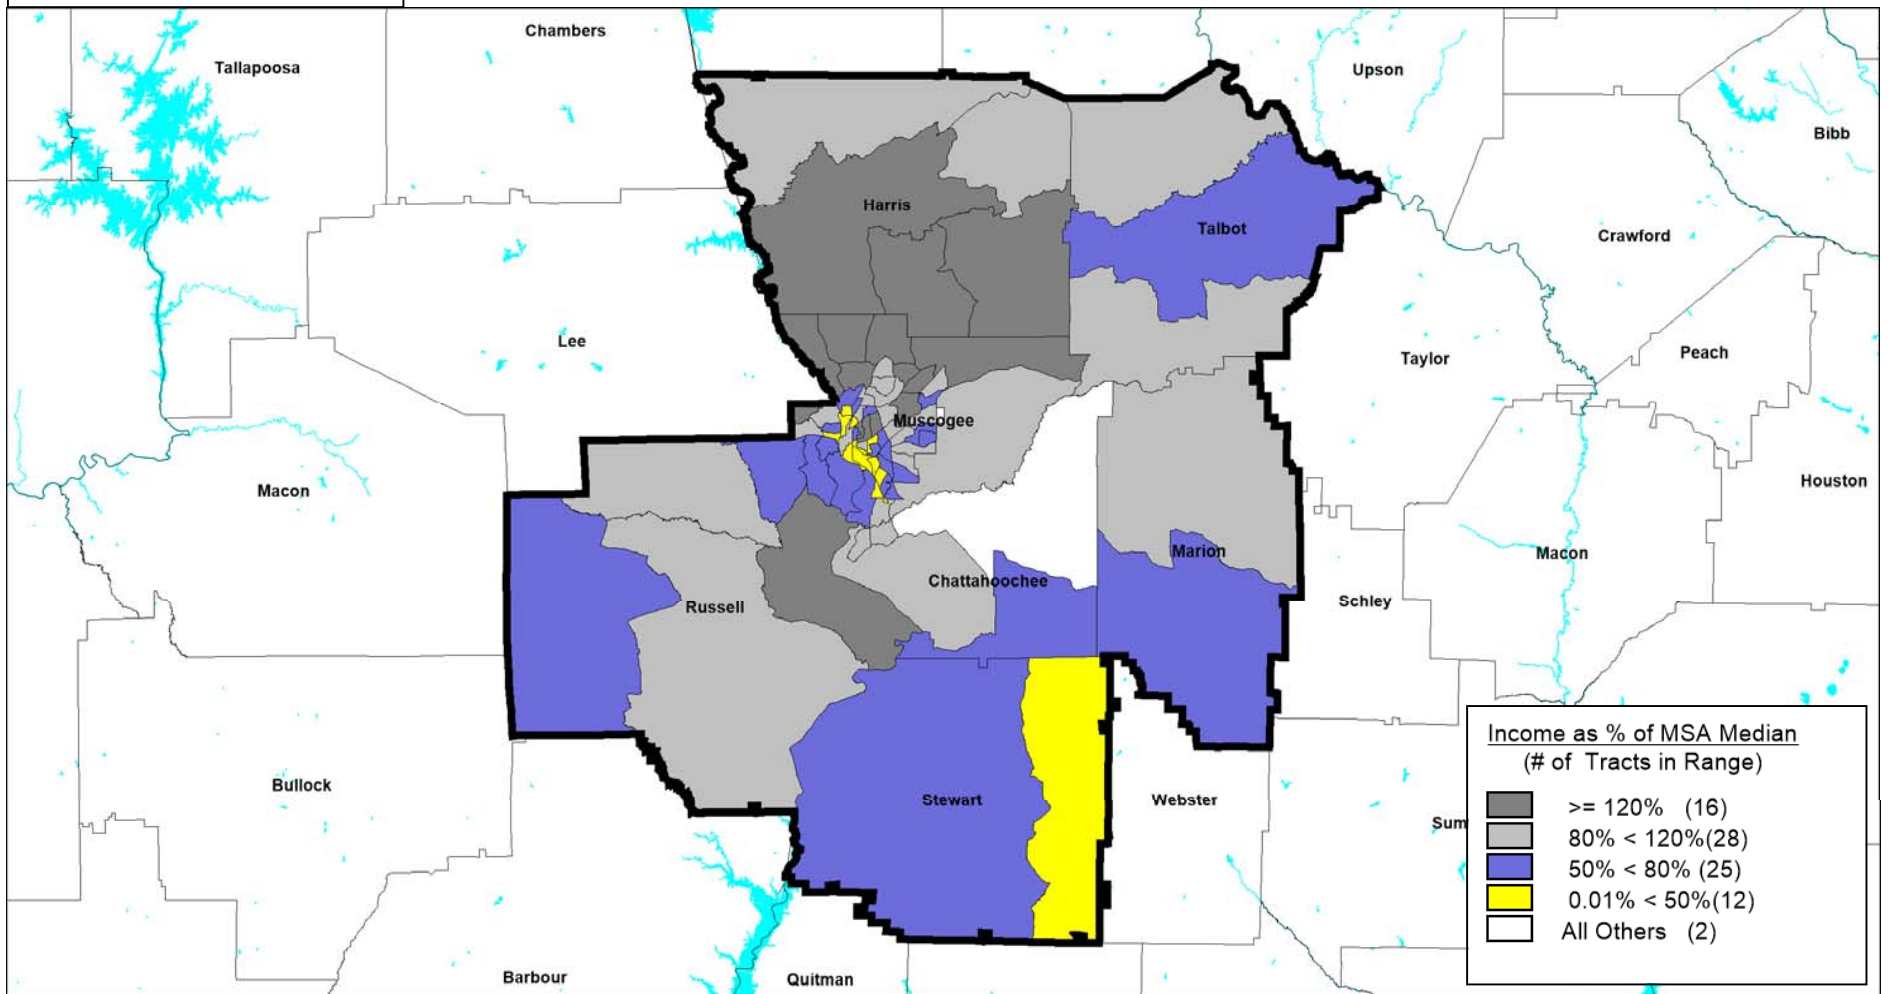 Chambers
Tallapoosa
Upson
Bibb
Harris
Talbot
Crawford
Lee
Peach
Taylor
Muscogee
Macon
Houston
Marion
Macon
Chattahoochee
Schley
Russell
Bullock
Stewart
Webster
Sum
Barbour
Quitman
Income as % of MSA Median
(# of Tracts in Range)
>= 120% (16)
80% < 120%(28)
50% < 80% (25)
0.01% < 50%(12)
All Others (2)